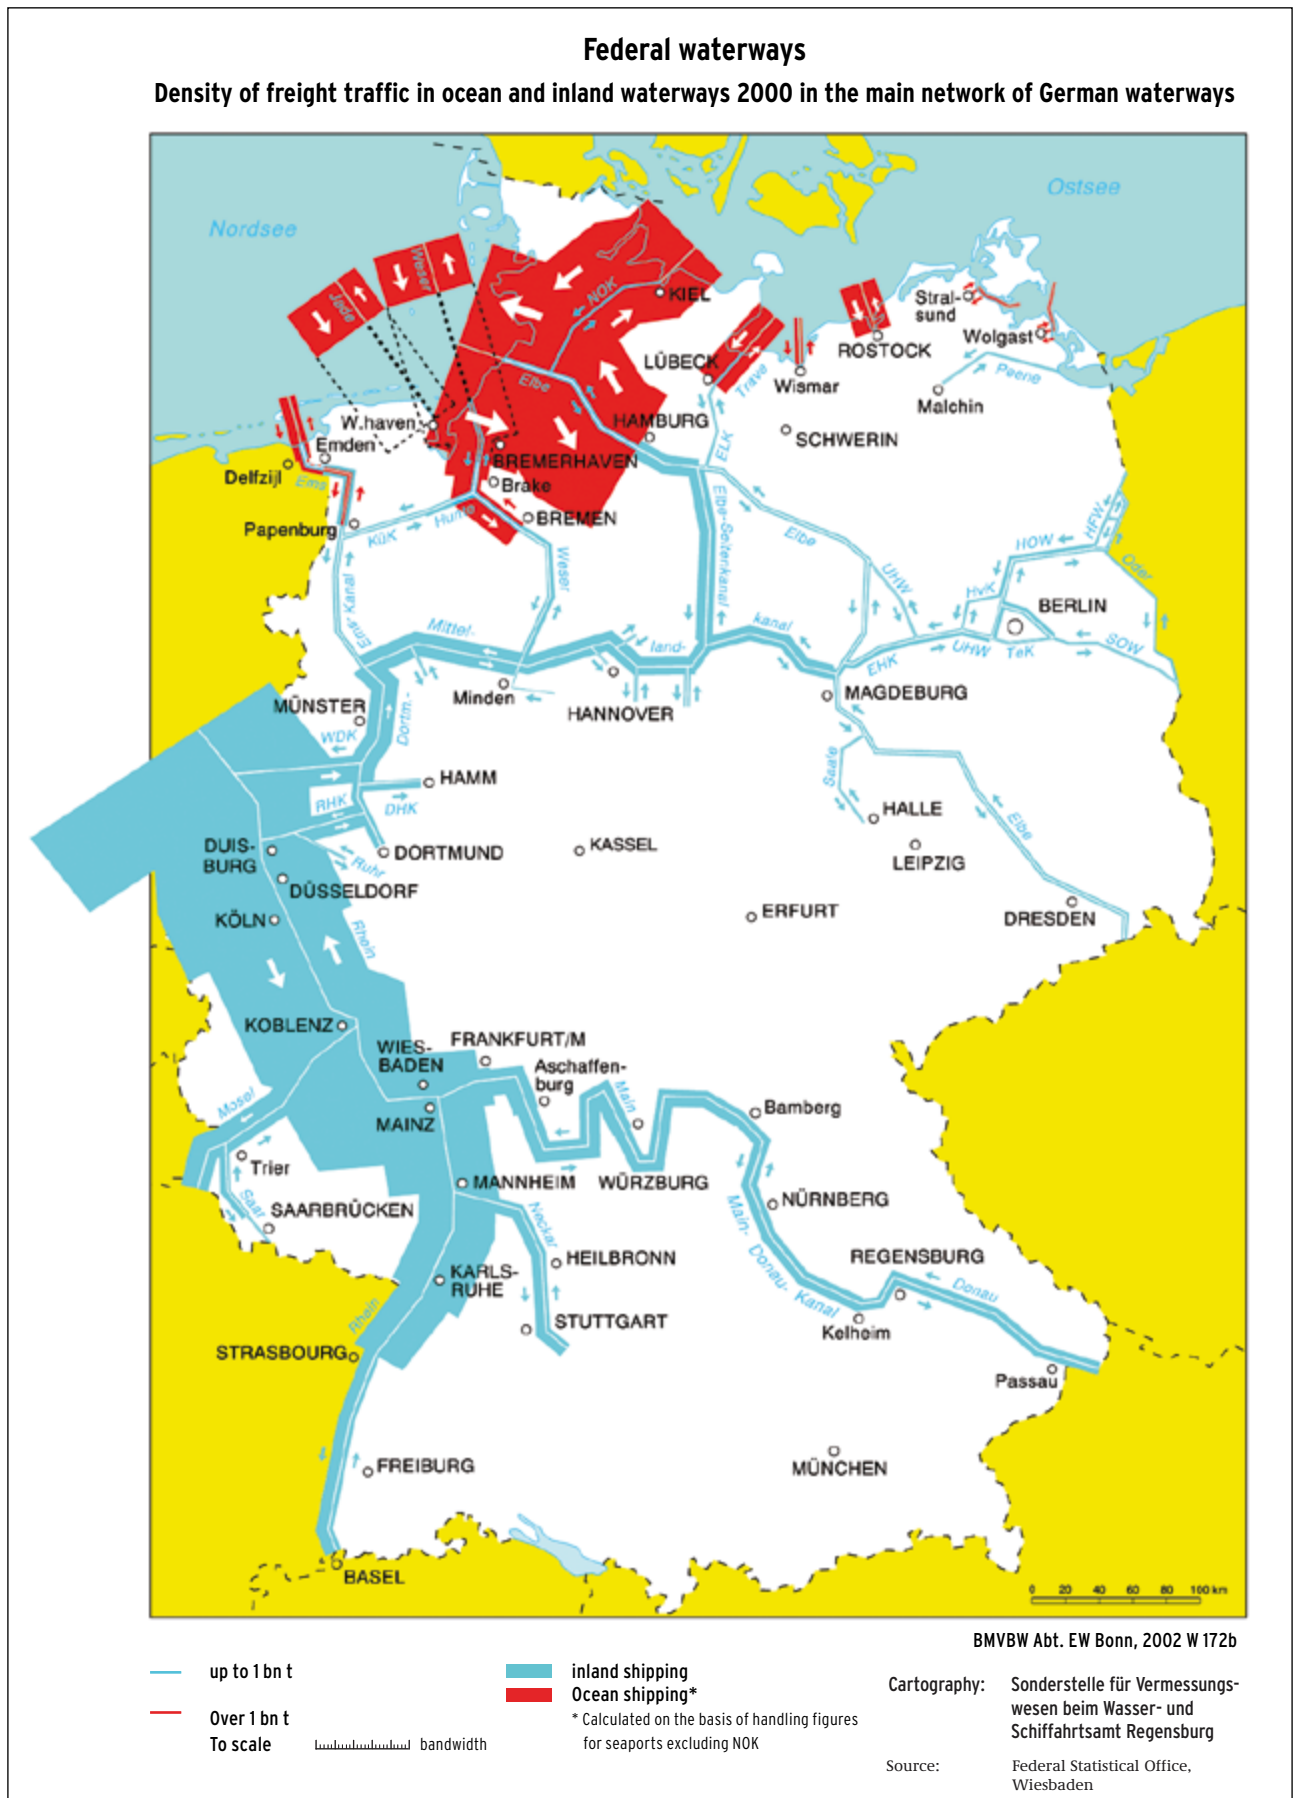 Federal waterways
Density of freight traffic in ocean and inland waterways 2000 in the main network of German waterways
Nordsee
Ostsee
Jade
Weser
NOK
KIEL
Stral-
sund
Wolgast
ROSTOCK
LÜBECK
Trave
Wismar
Peene
Malchin
Elbe
W.haven
HAMBURG
SCHWERIN
Emden
ELK
Delfzijl
Ems
BREMERHAVEN
Brake
BREMEN
Papenburg
KüK
Hunte
Elbe-Seitenkanal
Elbe
HFW
HOW
Oder
Weser
Ems-Kanal
UHW
HvK
BERLIN
Mittel-
land-
kanal
EHK
UHW
TeK
SOW
Minden
HANNOVER
MAGDEBURG
MÜNSTER
Dortm.-
WDK
Saale
HAMM
RHK
DHK
HALLE
Elbe
DUIS-
BURG
DORTMUND
KASSEL
Ruhr
LEIPZIG
DÜSSELDORF
KÖLN
ERFURT
DRESDEN
Rhein
KOBLENZ
WIES-
BADEN
FRANKFURT/M
Aschaffen-
burg
Main
Mosel
MAINZ
Bamberg
Trier
MANNHEIM
WÜRZBURG
Saar
SAARBRÜCKEN
Neckar
NÜRNBERG
Main- Donau- Kanal
HEILBRONN
REGENSBURG
KARLS-
RUHE
Donau
Rhein
STUTTGART
Kelheim
STRASBOURG
Passau
FREIBURG
MÜNCHEN
BASEL
0 20 40 60 80 100 km
BMVBW Abt. EW Bonn, 2002 W 172b
up to 1 bn t
Over 1 bn t
To scale
bandwidth
inland shipping
Ocean shipping*
* Calculated on the basis of handling figures
for seaports excluding NOK
Cartography: Sonderstelle für Vermessungs-
wesen beim Wasser- und
Schiffahrtsamt Regensburg
Source: Federal Statistical Office,
Wiesbaden